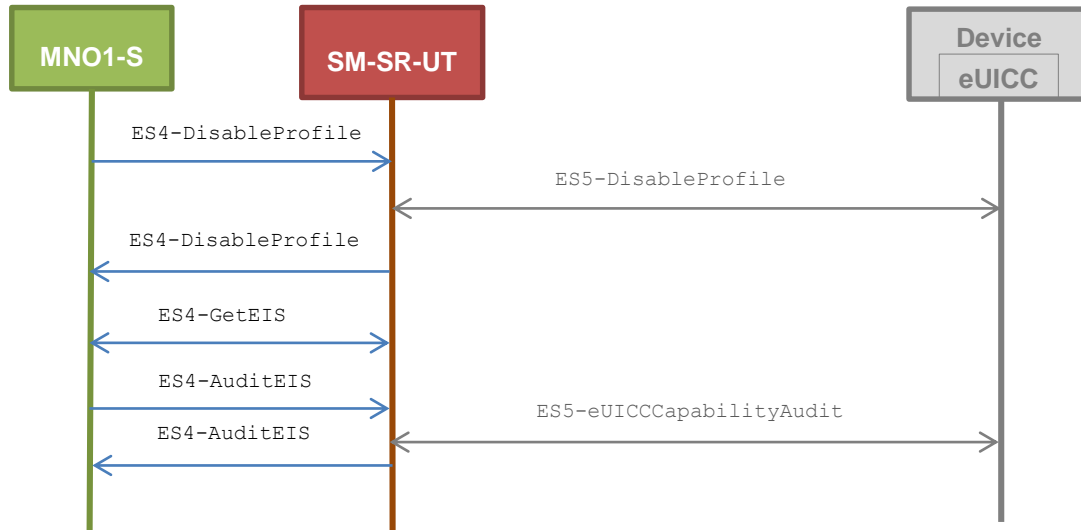 MNO1-S
SM-SR-UT
Device
eUICC
ES4-DisableProfile
ES5-DisableProfile
ES4-DisableProfile
ES4-GetEIS
ES4-AuditEIS
ES5-eUICCCapabilityAudit
ES4-AuditEIS